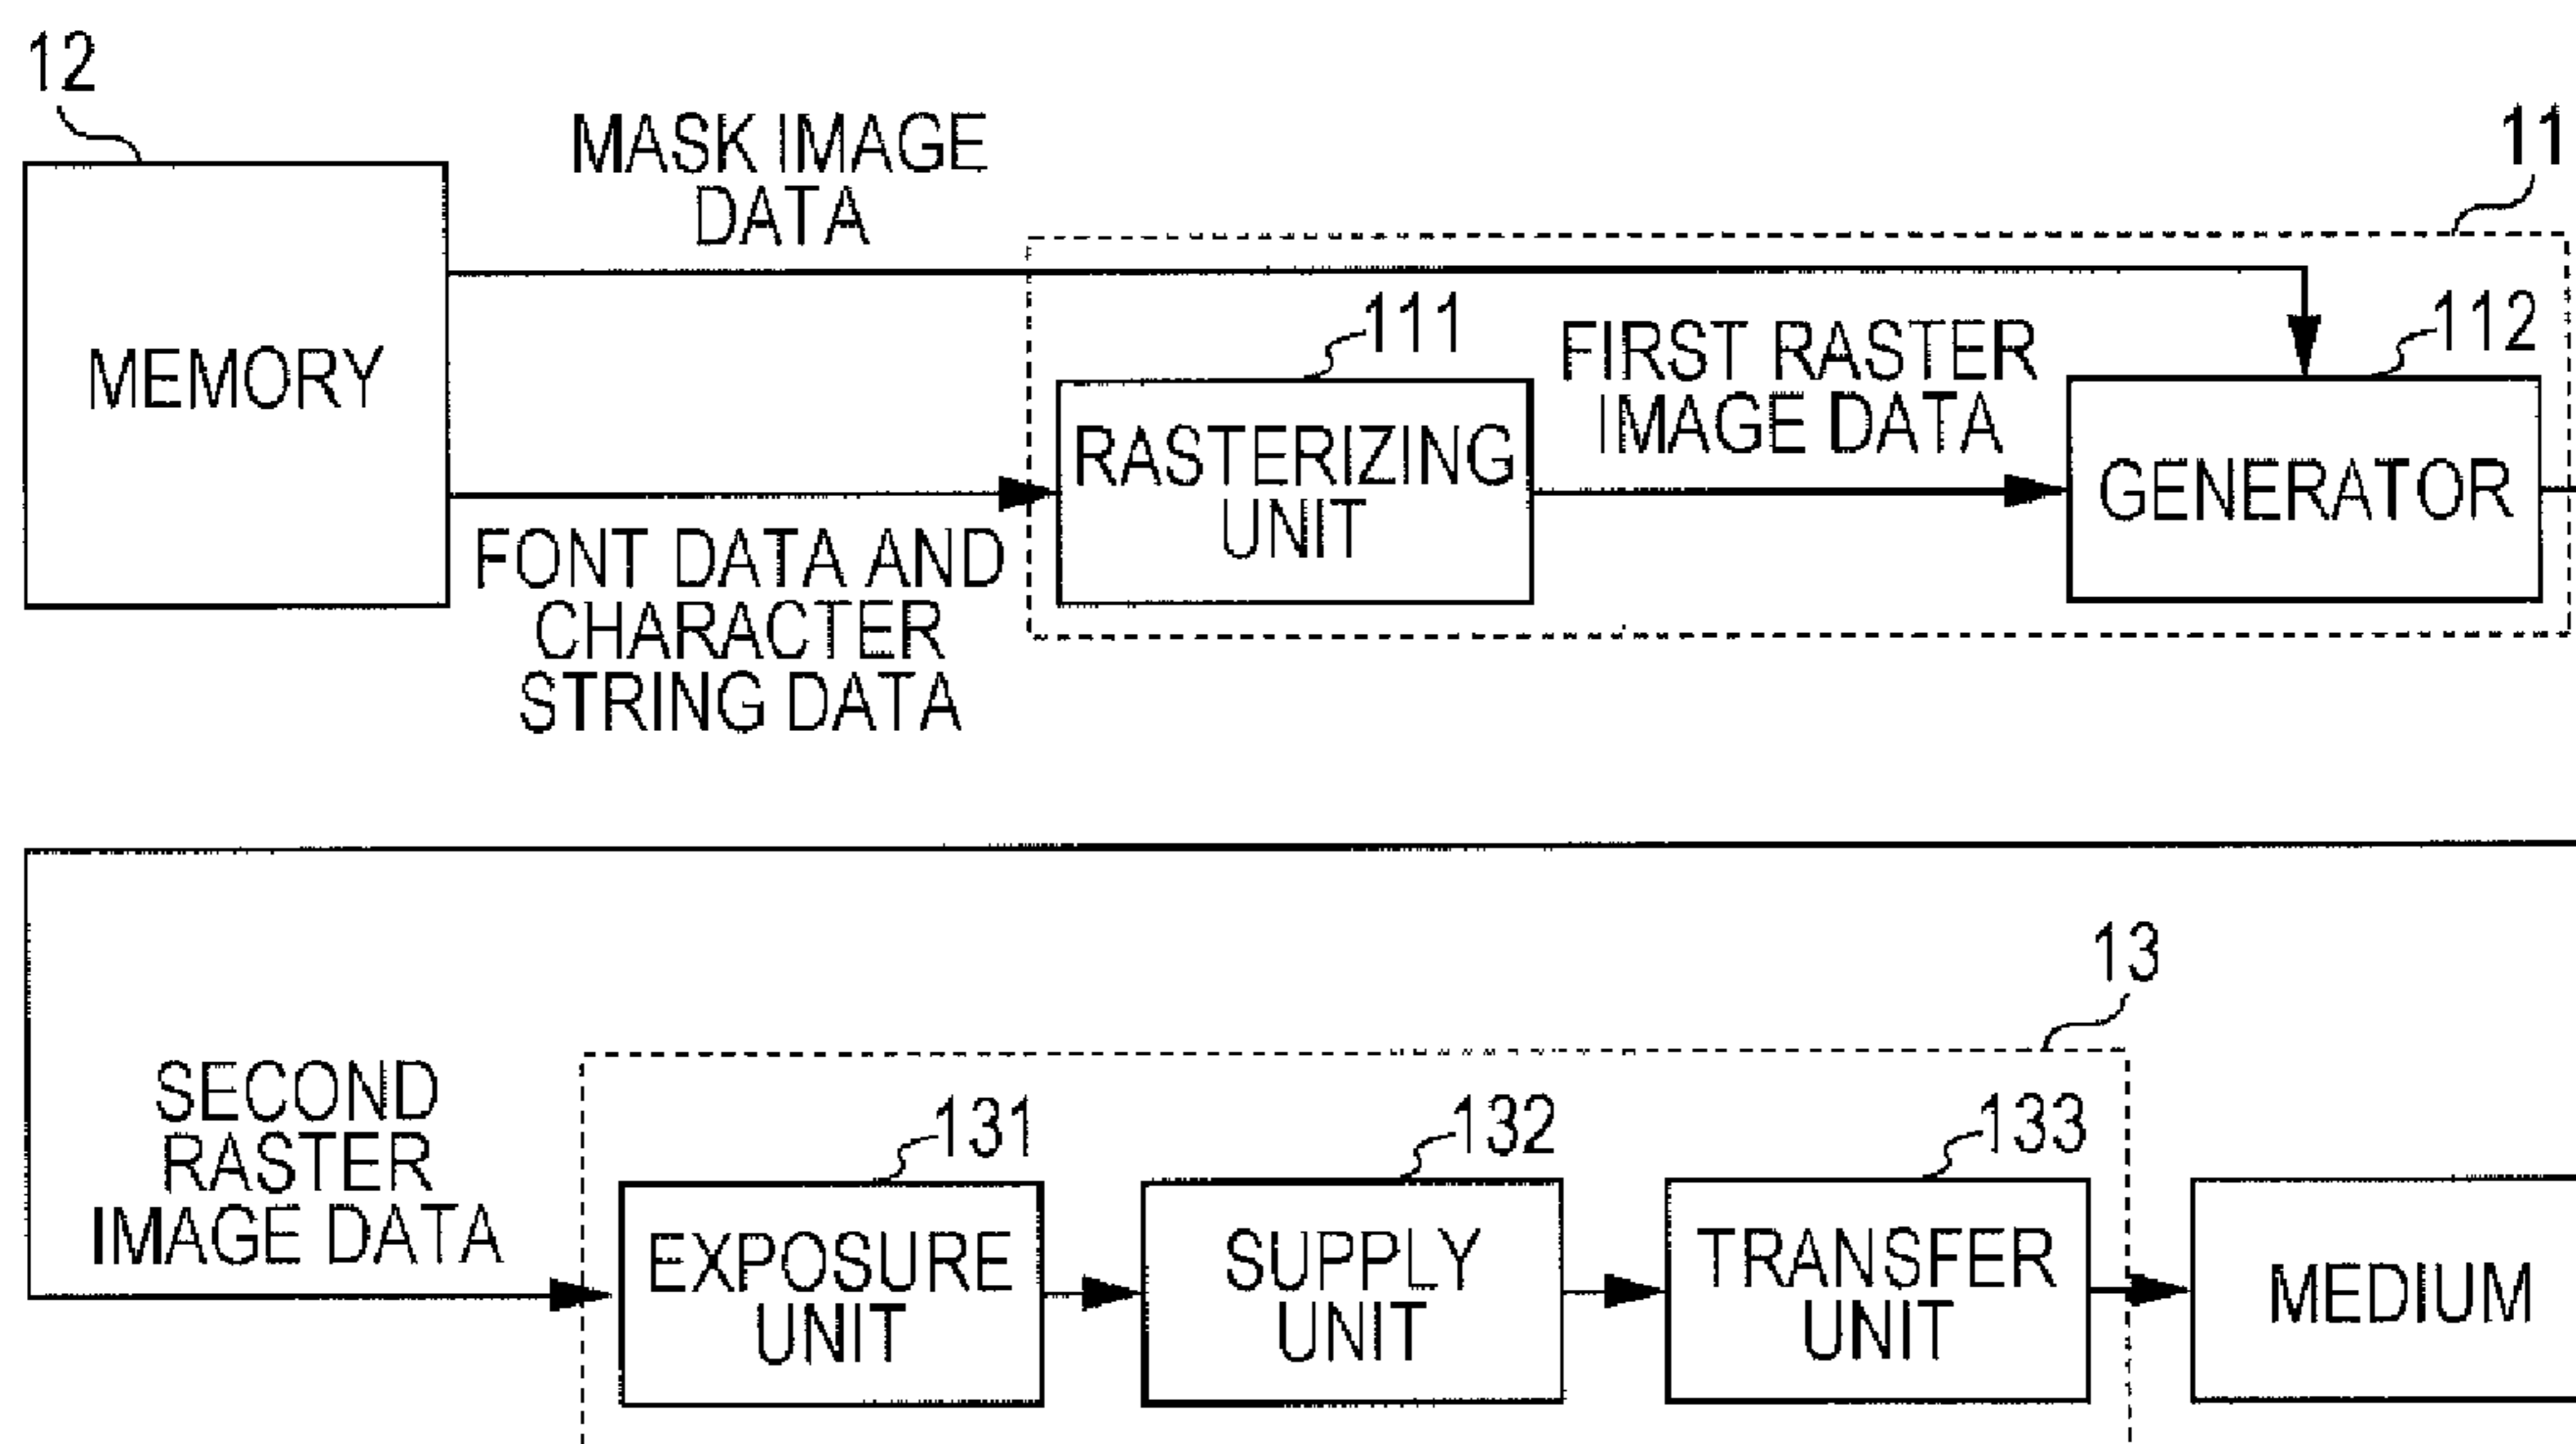 12
MASK IMAGE
DATA
11
MEMORY
111
FIRST RASTER
IMAGE DATA
112
RASTERIZING
UNIT
GENERATOR
FONT DATA AND
CHARACTER
STRING DATA
13
SECOND
RASTER
IMAGE DATA
131
132
133
EXPOSURE
UNIT
SUPPLY
UNIT
TRANSFER
UNIT
MEDIUM